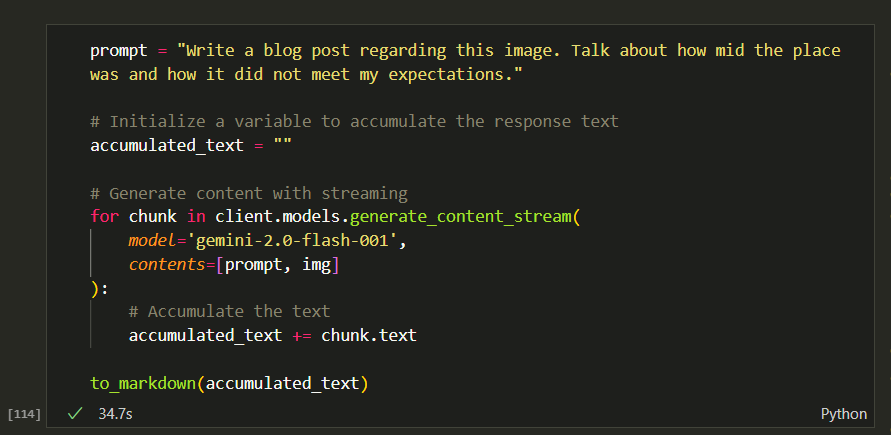 prompt = "Write a blog post regarding this image. Talk about how mid the place
was and how it did not meet my expectations."
# Initialize a variable to accumulate the response text
accumulated_text = ""
# Generate content with streaming
for chunk in client.models.generate_content_stream(
    model='gemini-2.0-flash-001',
    contents=[prompt, img]
):
    # Accumulate the text
    accumulated_text += chunk.text
to_markdown(accumulated_text)
[114] ✓ 34.7s Python